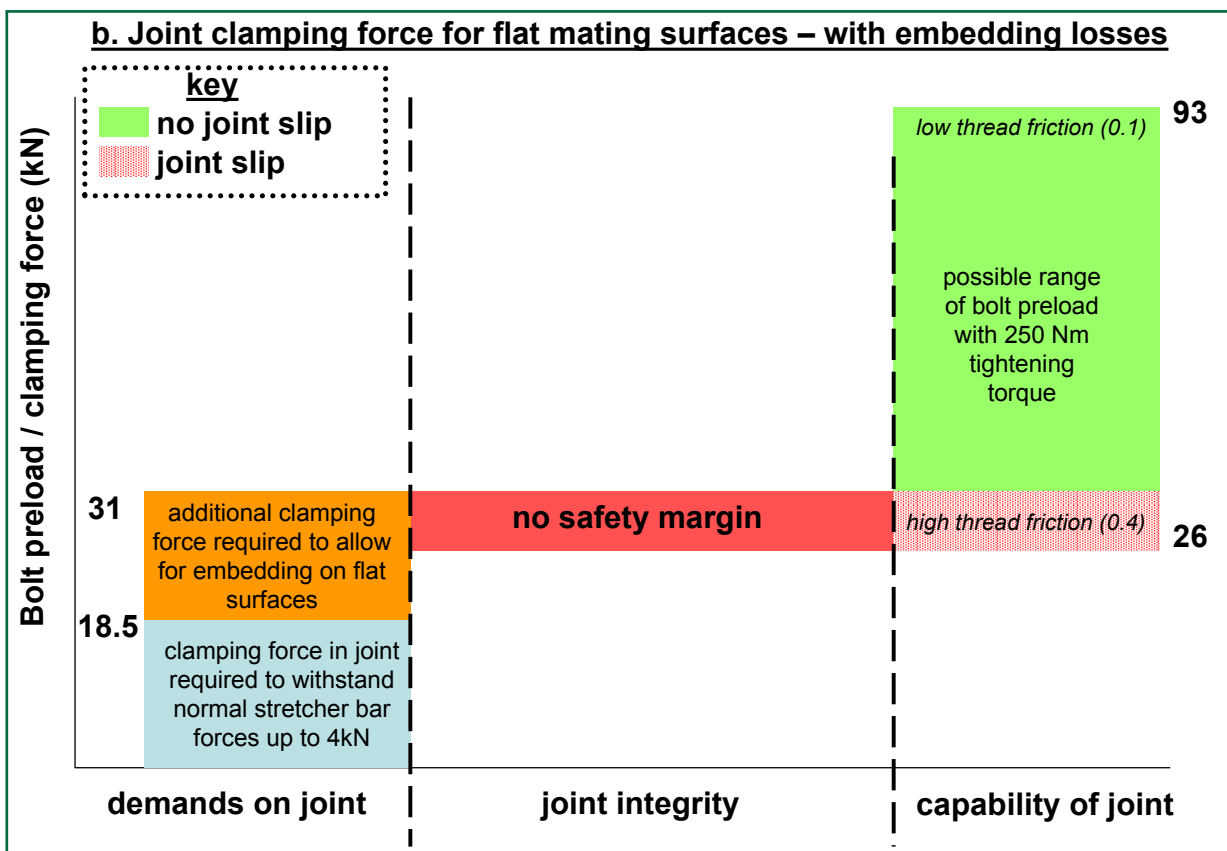 b. Joint clamping force for flat mating surfaces – with embedding losses
key
no joint slip
joint slip
Bolt preload / clamping force (kN)
93
low thread friction (0.1)
possible range
of bolt preload
with 250 Nm
tightening
torque
31
additional clamping
force required to allow
for embedding on flat
surfaces
no safety margin
high thread friction (0.4)
26
18.5
clamping force in joint
required to withstand
normal stretcher bar
forces up to 4kN
demands on joint
joint integrity
capability of joint